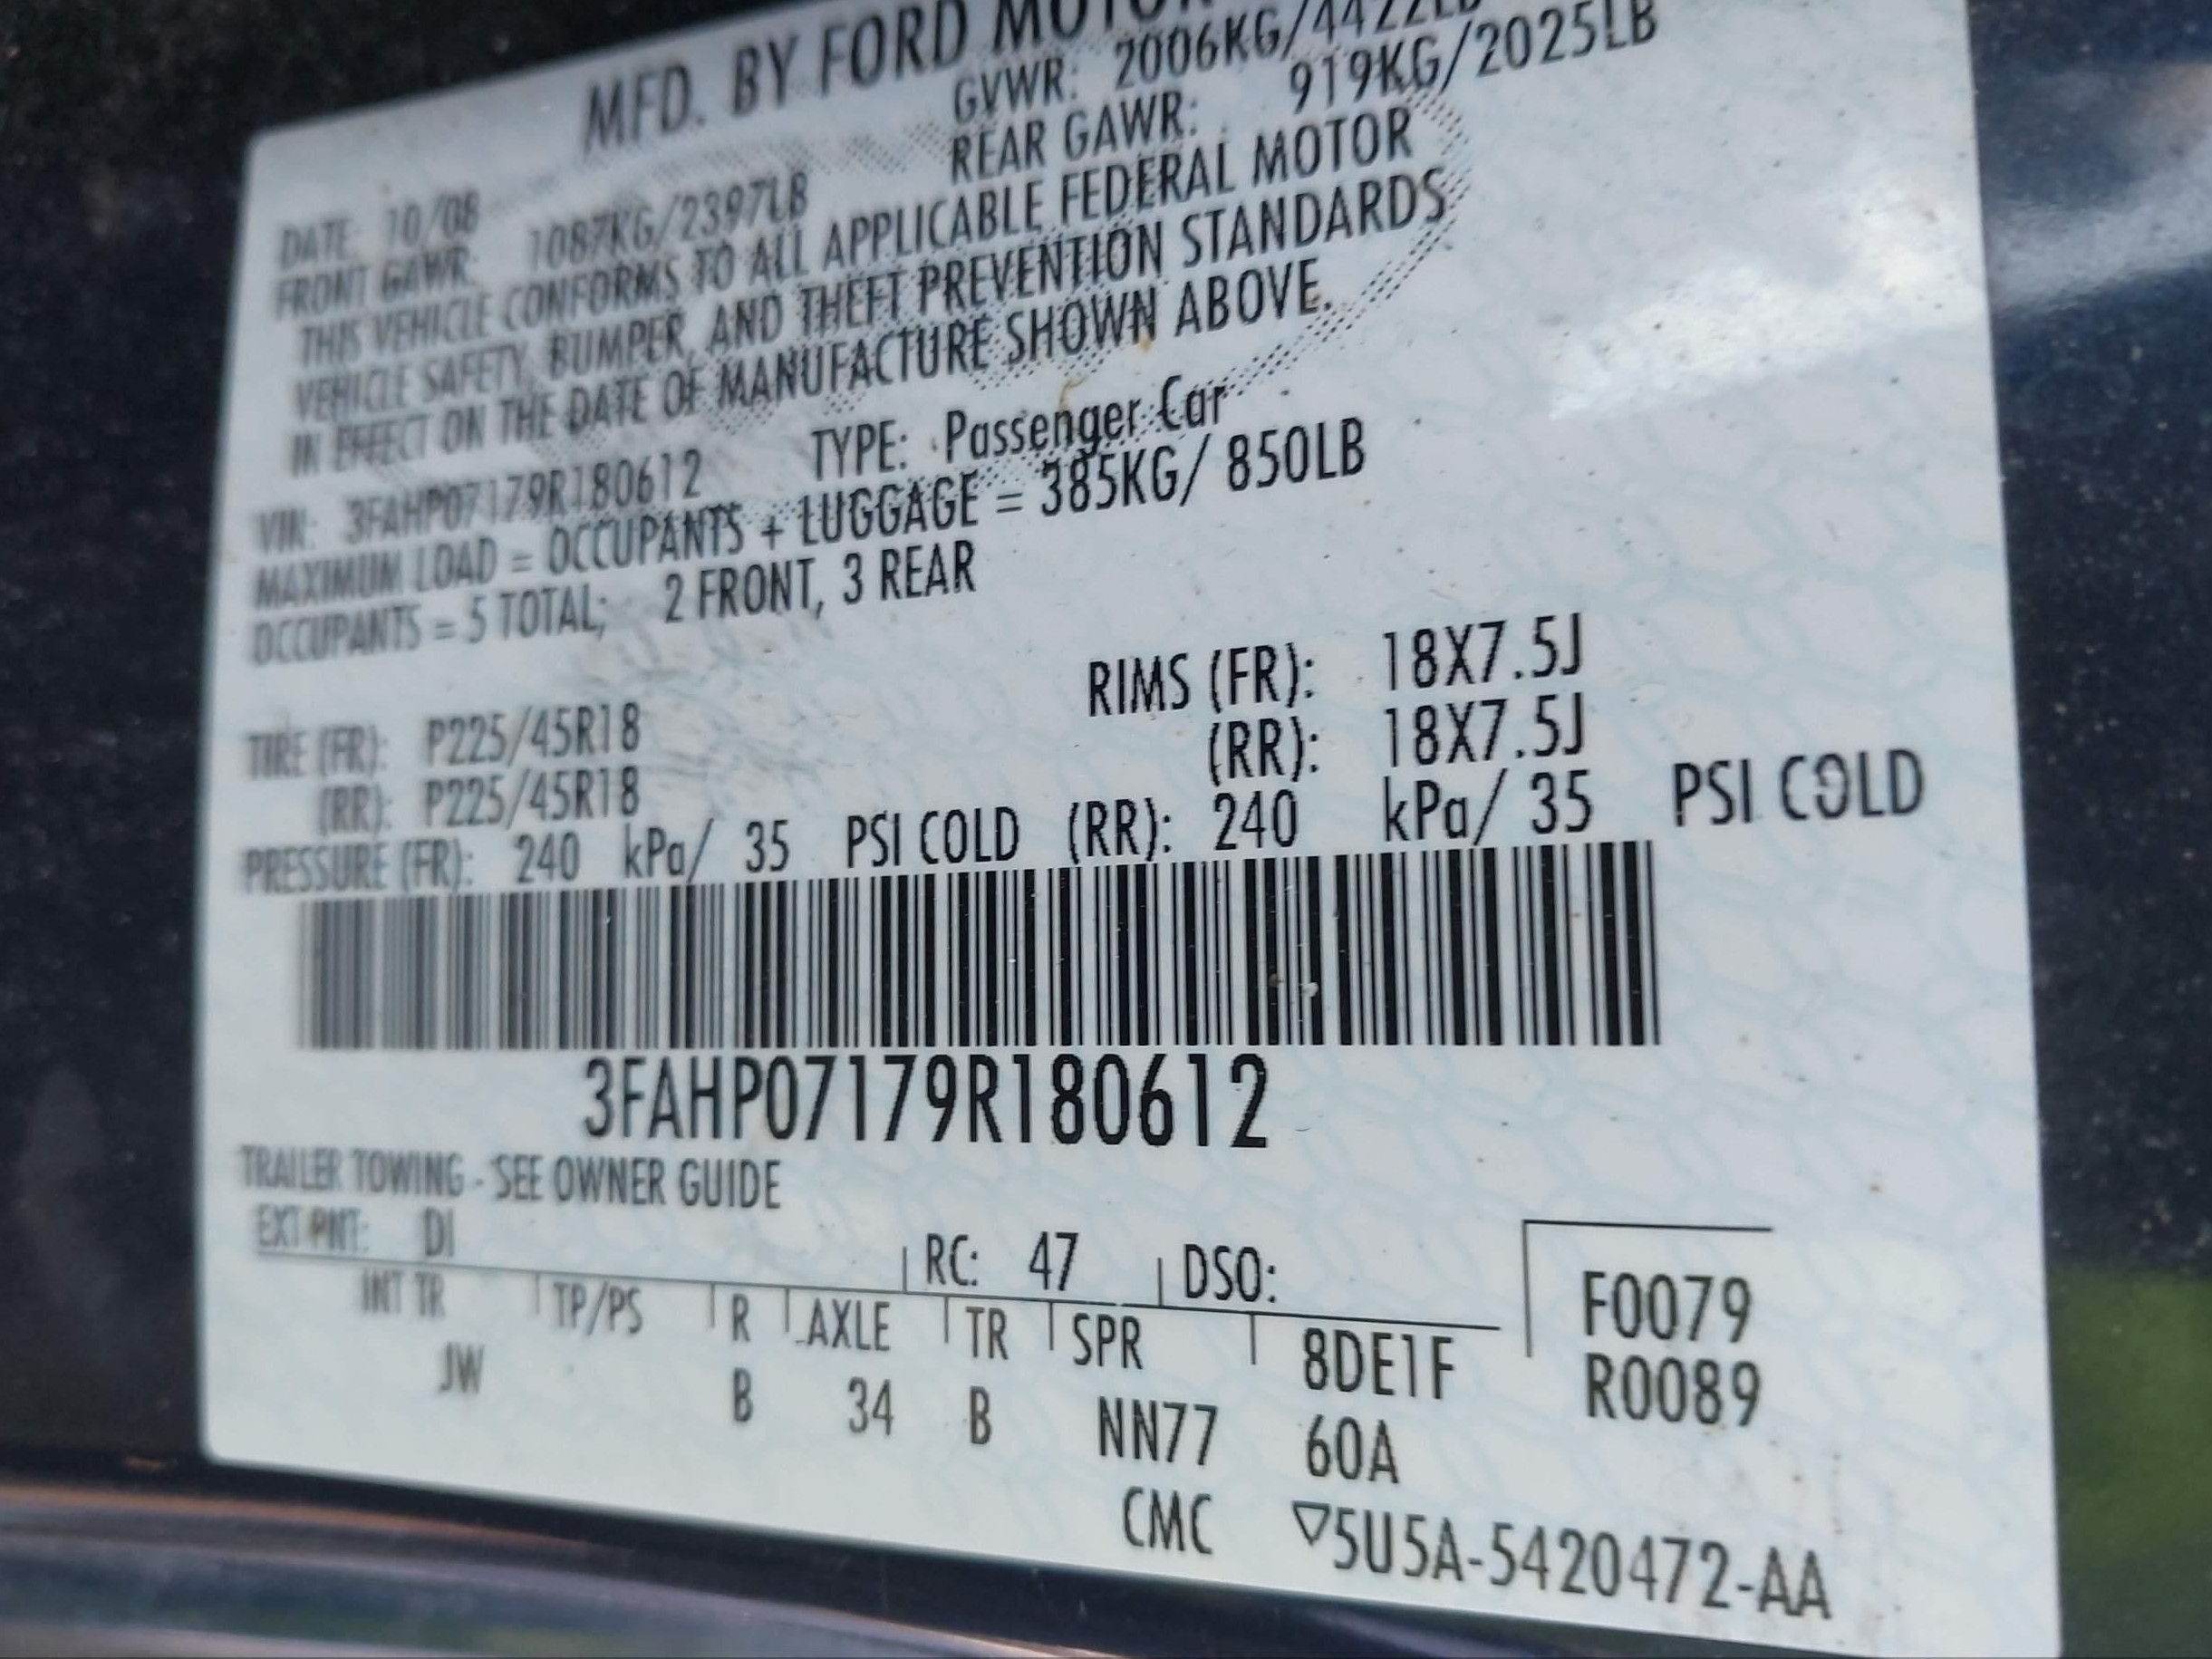 MFD. BY FORD MOTOR
GVWR: 2006KG/4422LB
DATE: 10/08
REAR GAWR: 919KG/2025LB
FRONT GAWR: 1087KG/2397LB
THIS VEHICLE CONFORMS TO ALL APPLICABLE FEDERAL MOTOR
VEHICLE SAFETY, BUMPER, AND THEFT PREVENTION STANDARDS
IN EFFECT ON THE DATE OF MANUFACTURE SHOWN ABOVE.
VIN: 3FAHP07179R180612 TYPE: Passenger Car
MAXIMUM LOAD = OCCUPANTS + LUGGAGE = 385KG/ 850LB
OCCUPANTS = 5 TOTAL; 2 FRONT, 3 REAR
TIRE (FR): P225/45R18 RIMS (FR): 18X7.5J
(RR): P225/45R18 (RR): 18X7.5J
PRESSURE (FR): 240 kPa/ 35 PSI COLD (RR): 240 kPa/ 35 PSI COLD
3FAHP07179R180612
TRAILER TOWING - SEE OWNER GUIDE
EXT PNT: DI RC: 47 DSO: F0079
INT TR TP/PS R AXLE TR SPR 8DE1F R0089
JW B 34 B NN77 60A
CMC ▽5U5A-5420472-AA